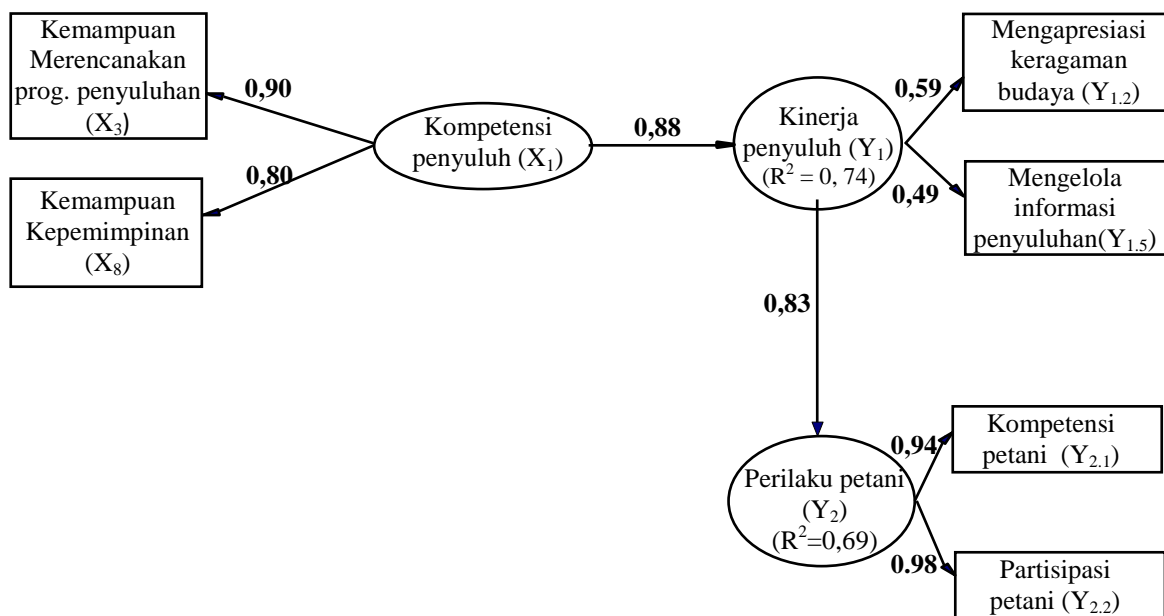 Kemampuan
Merencanakan
prog. penyuluhan
(X₃)
0,90
0,80
Kemampuan
Kepemimpinan
(X₈)
Kompetensi
penyuluh (X₁)
0,88
Kinerja
penyuluh (Y₁)
(R² = 0, 74)
0,59
0,49
Mengapresiasi
keragaman
budaya (Y₁.₂)
Mengelola
informasi
penyuluhan(Y₁.₅)
0,83
Perilaku petani
(Y₂)
(R²=0,69)
0,94
0.98
Kompetensi
petani (Y₂.₁)
Partisipasi
petani (Y₂.₂)